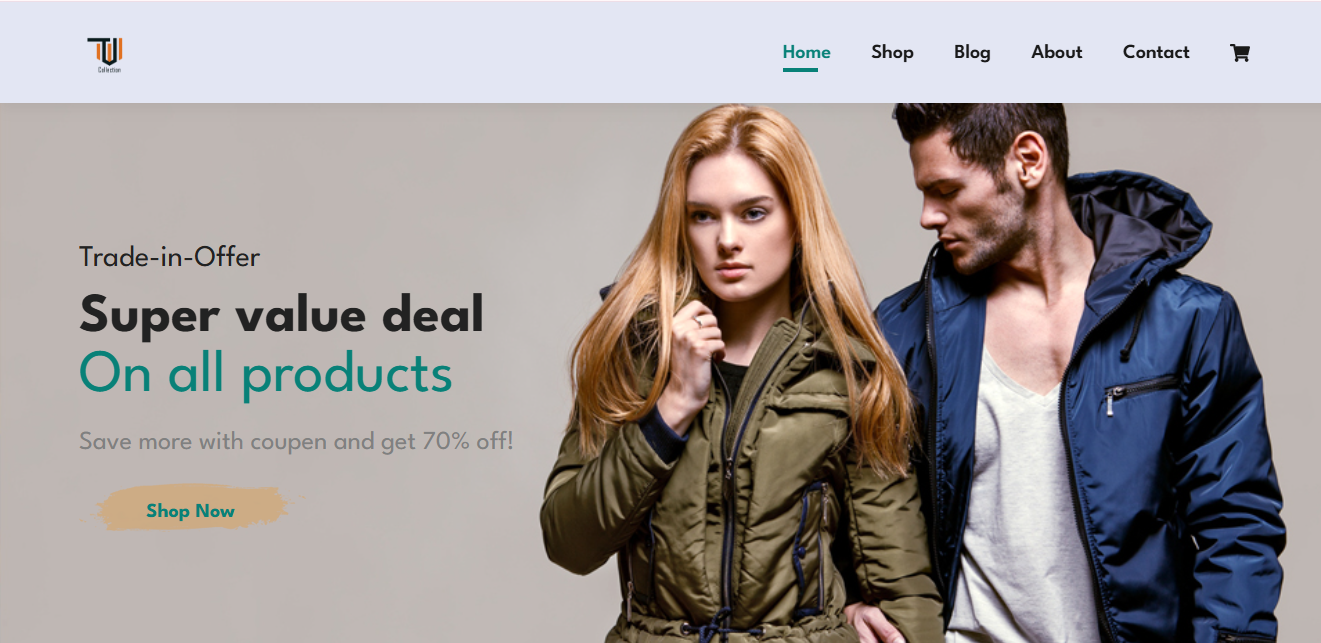 TUI
Collection
Home Shop Blog About Contact
Trade-in-Offer
Super value deal
On all products
Save more with coupen and get 70% off!
Shop Now